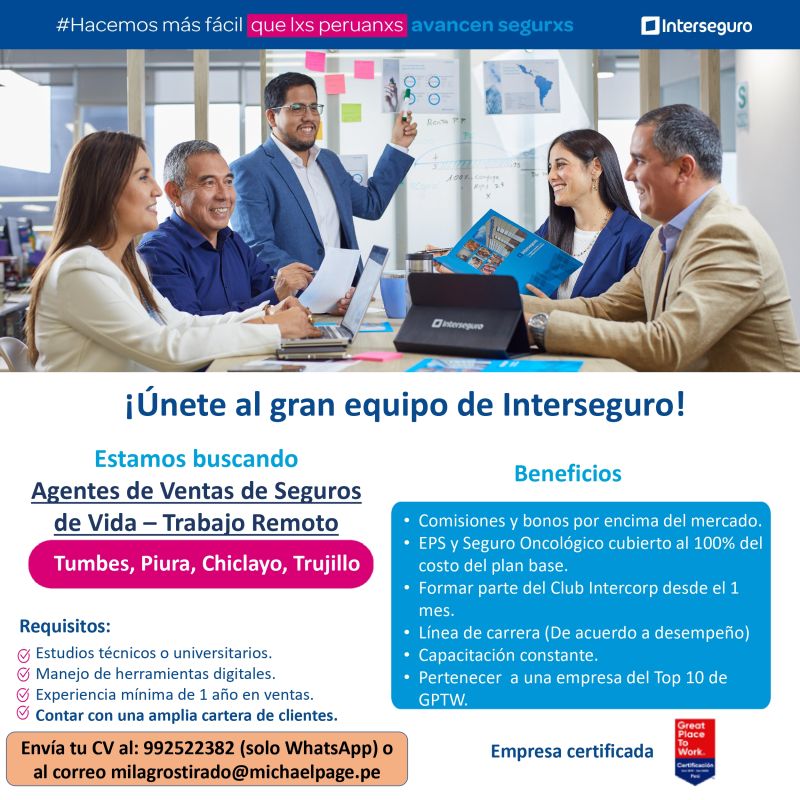 #Hacemos más fácil que lxs peruanxs avancen segurxs
Interseguro
Renta PP
Interseguro
¡Únete al gran equipo de Interseguro!
Estamos buscando
Agentes de Ventas de Seguros
de Vida – Trabajo Remoto
Tumbes, Piura, Chiclayo, Trujillo
Requisitos:
Estudios técnicos o universitarios.
Manejo de herramientas digitales.
Experiencia mínima de 1 año en ventas.
Contar con una amplia cartera de clientes.
Envía tu CV al: 992522382 (solo WhatsApp) o
al correo milagrostirado@michaelpage.pe
Beneficios
• Comisiones y bonos por encima del mercado.
• EPS y Seguro Oncológico cubierto al 100% del
costo del plan base.
• Formar parte del Club Intercorp desde el 1
mes.
• Línea de carrera (De acuerdo a desempeño)
• Capacitación constante.
• Pertenecer a una empresa del Top 10 de
GPTW.
Empresa certificada
Great
Place
To
Work.
Certificación
Perú